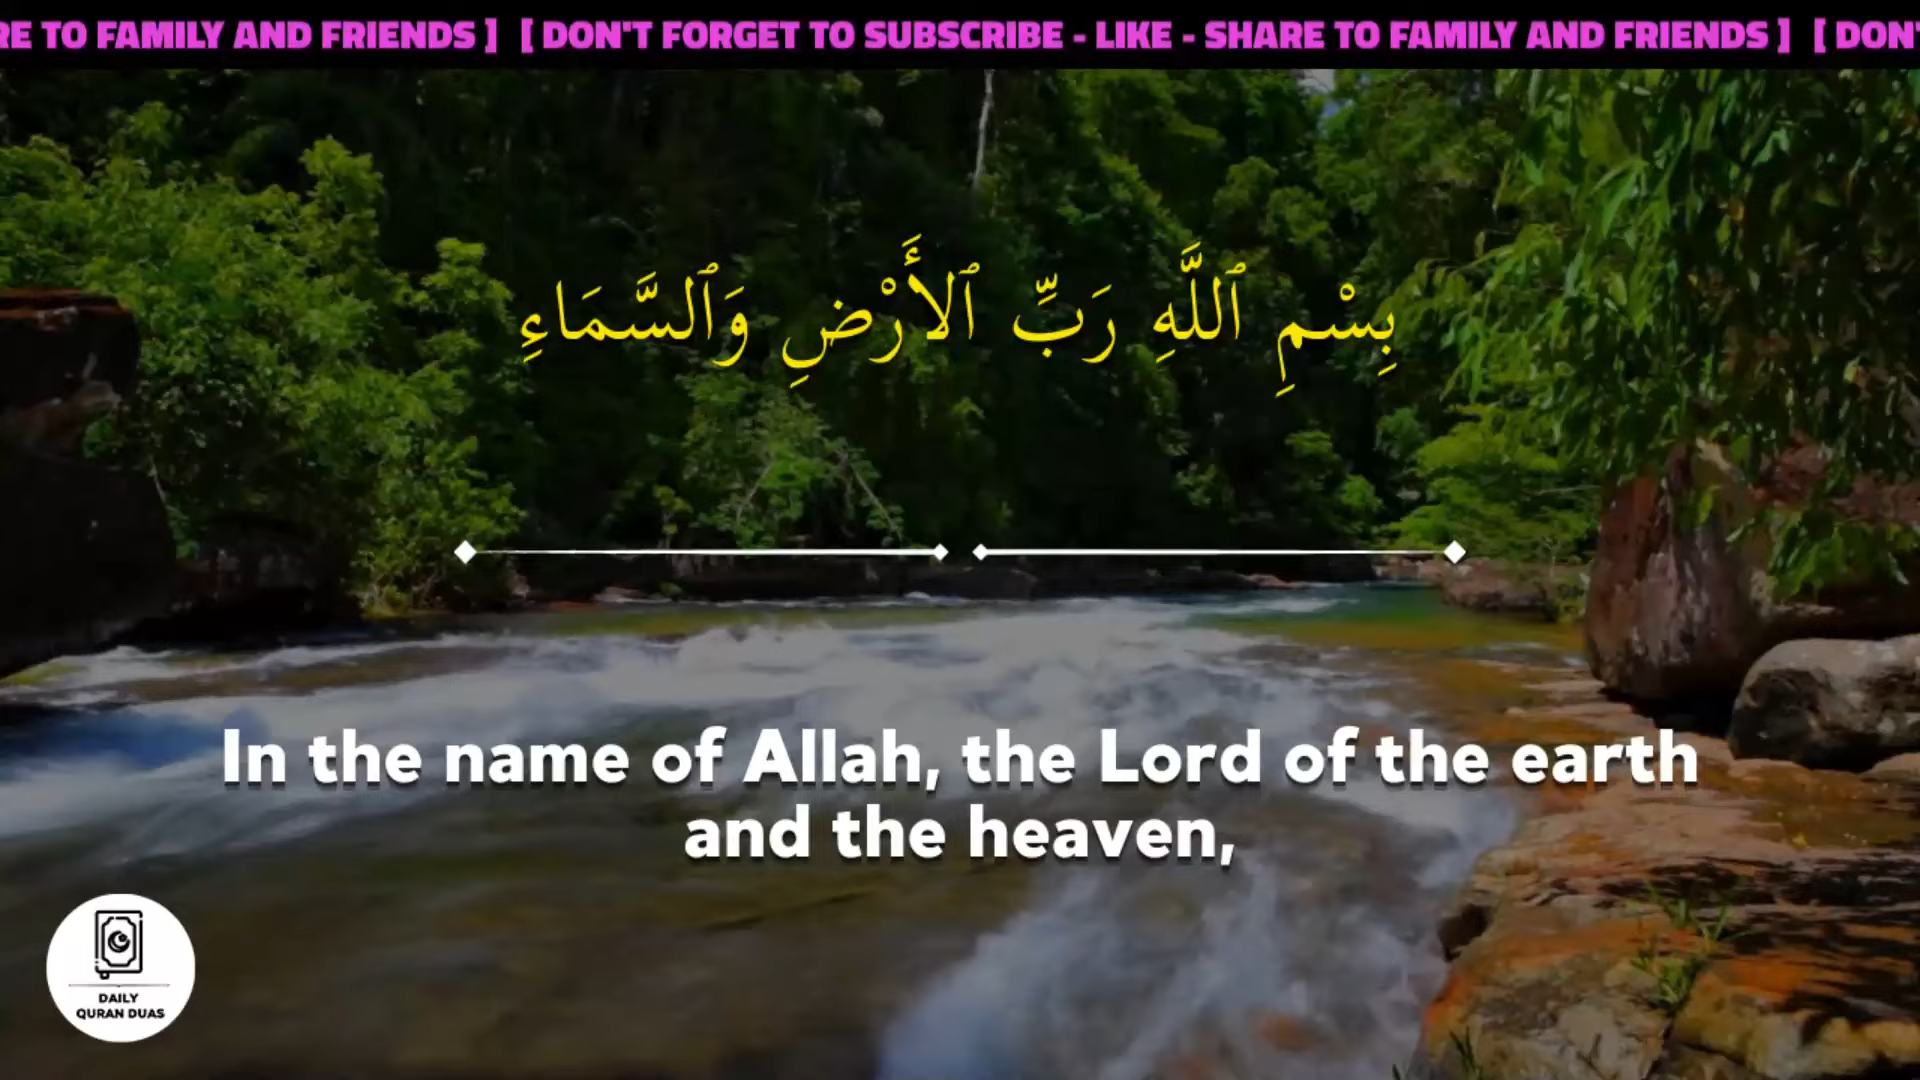 RE TO FAMILY AND FRIENDS ] [ DON'T FORGET TO SUBSCRIBE - LIKE - SHARE TO FAMILY AND FRIENDS ] [ DON'
بِسْمِ ٱللَّهِ رَبِّ ٱلأَرْضِ وَٱلسَّمَاءِ
In the name of Allah, the Lord of the earth
and the heaven,
DAILY
QURAN DUAS